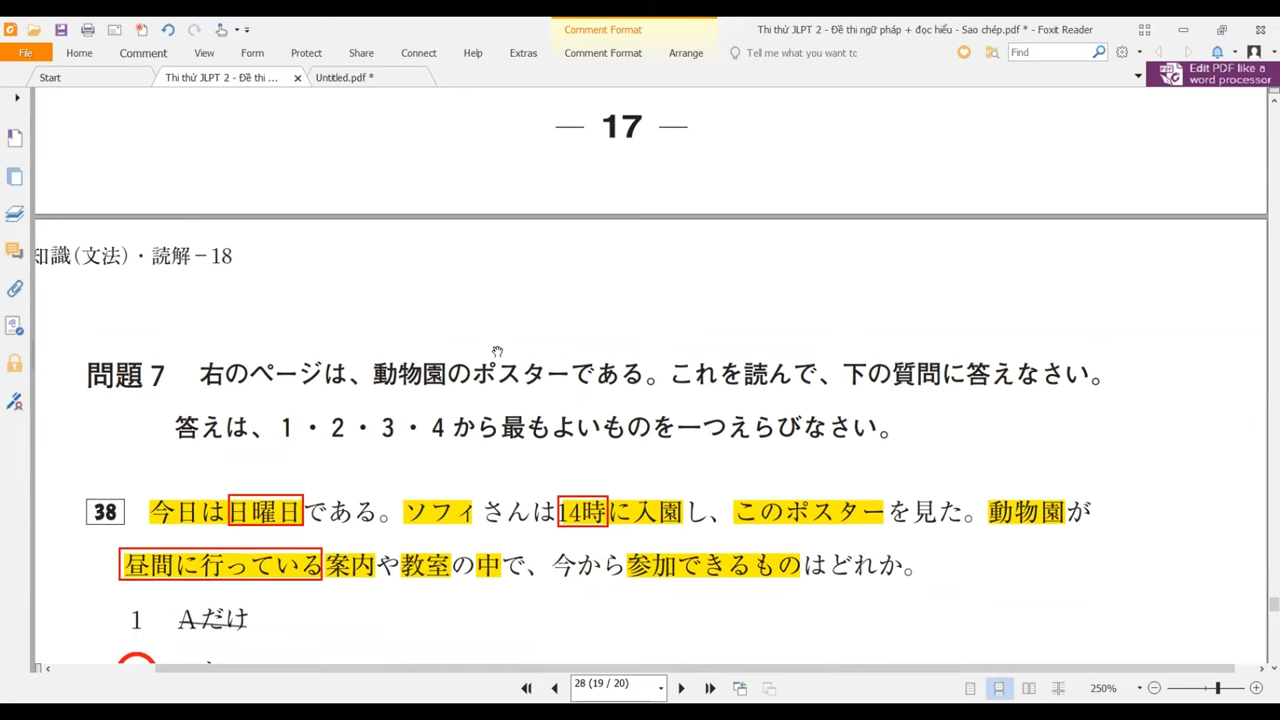 Comment Format
Thi thử JLPT 2 - Đề thi ngữ pháp + đọc hiểu - Sao chép.pdf * - Foxit Reader
File Home Comment View Form Protect Share Connect Help Extras Comment Format Arrange Tell me what you want to Find
Start Thi thử JLPT 2 - Đề thi ... Untitled.pdf * Edit PDF like a
word processor
— 17 —
知識(文法)・読解－18
問題7 右のページは、動物園のポスターである。これを読んで、下の質問に答えなさい。
答えは、1・2・3・4から最もよいものを一つえらびなさい。
38 今日は日曜日である。ソフィさんは14時に入園し、このポスターを見た。動物園が
昼間に行っている案内や教室の中で、今から参加できるものはどれか。
1 Aだけ
28 (19 / 20) 250%